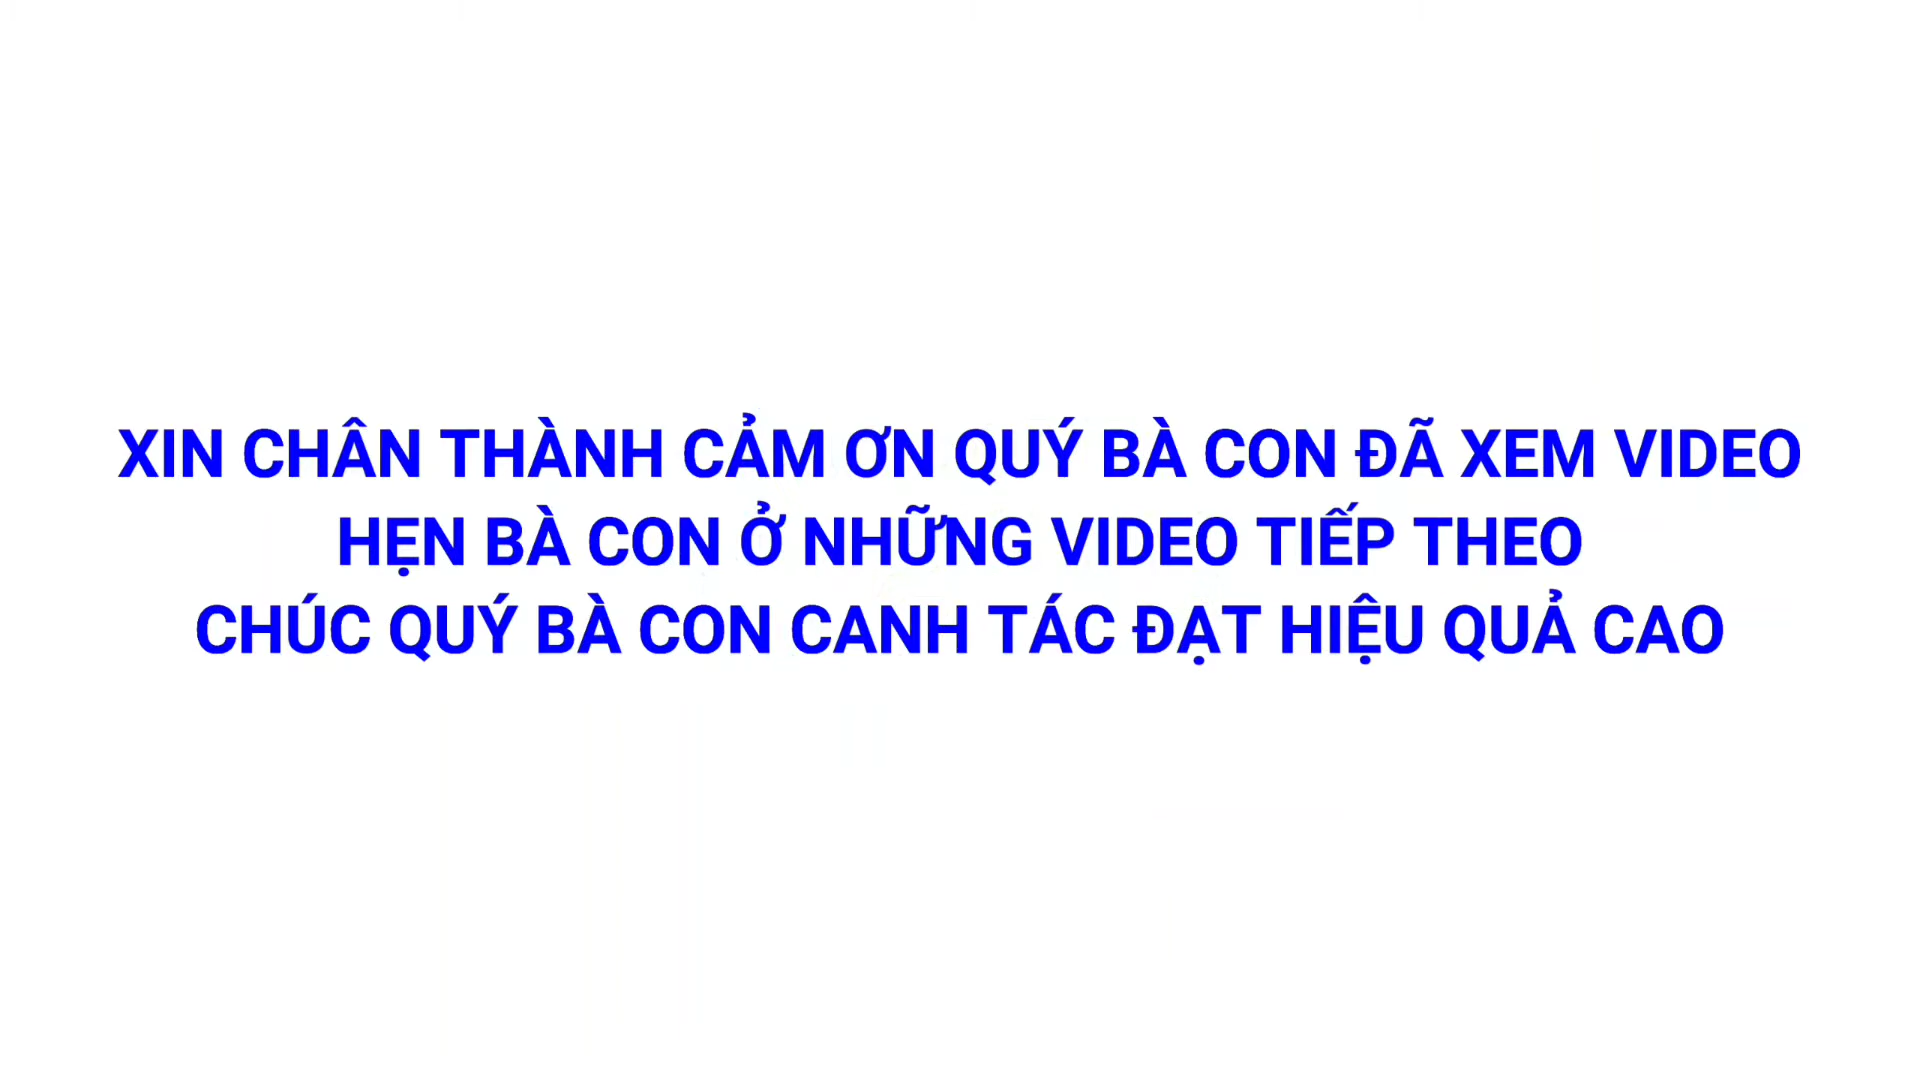 XIN CHÂN THÀNH CẢM ƠN QUÝ BÀ CON ĐÃ XEM VIDEO
HẸN BÀ CON Ở NHỮNG VIDEO TIẾP THEO
CHÚC QUÝ BÀ CON CANH TÁC ĐẠT HIỆU QUẢ CAO